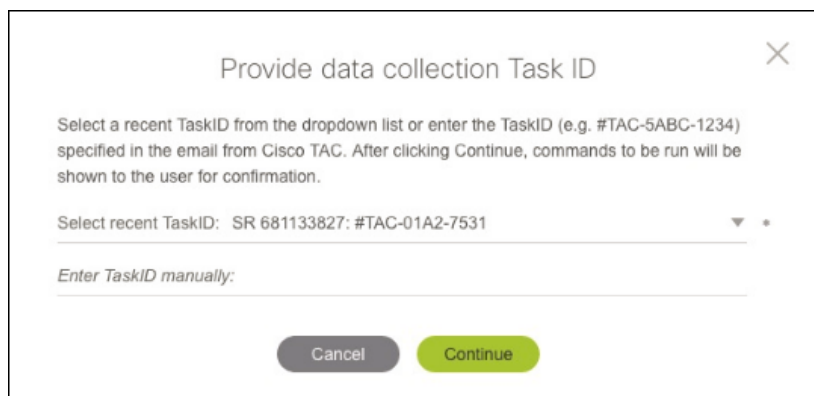 Provide data collection Task ID
Select a recent TaskID from the dropdown list or enter the TaskID (e.g. #TAC-5ABC-1234)
specified in the email from Cisco TAC. After clicking Continue, commands to be run will be
shown to the user for confirmation.
Select recent TaskID: SR 681133827: #TAC-01A2-7531 *
Enter TaskID manually:
Cancel Continue